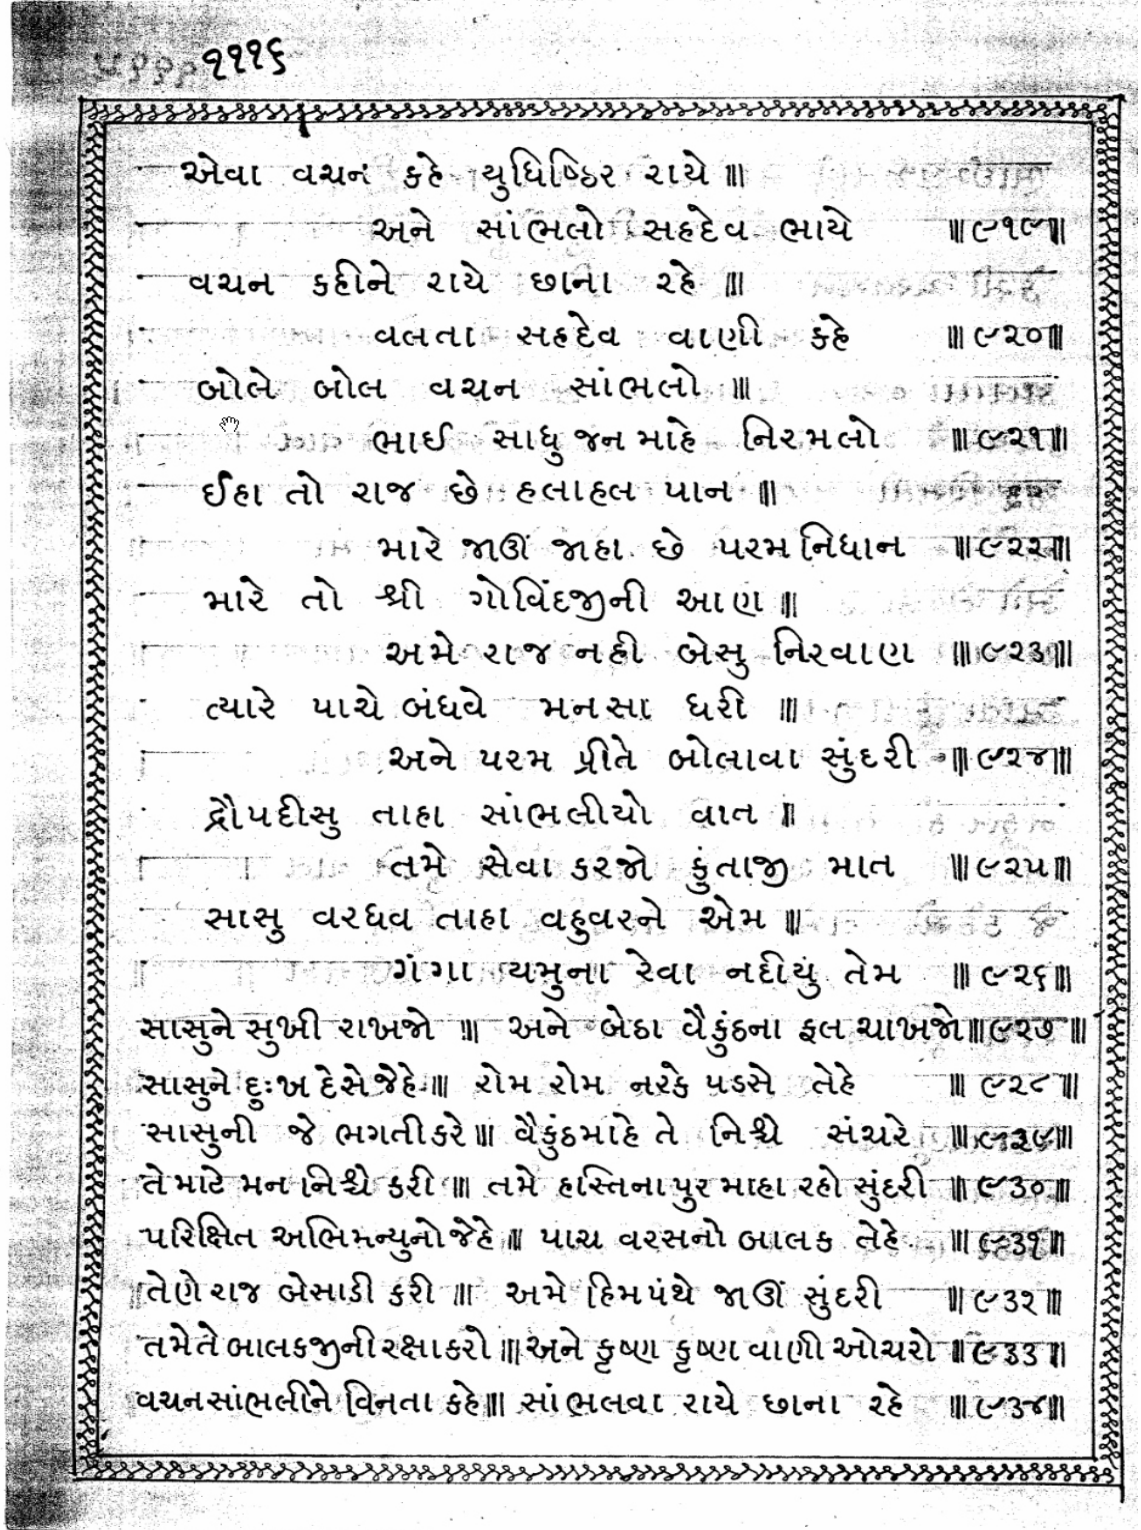 ૧૧૧૬
એવા વચન કહે યુધિષ્ઠિર રાયે ॥
અને સાંભલો સહદેવ ભાયે ॥૯૧૯॥
વચન કહીને રાયે છાના રહે ॥
વલતા સહદેવ વાણી કહે ॥૯૨૦॥
બોલે બોલ વચન સાંભલો ॥
ભાઈ સાધુ જન માહે નિરમલો ॥૯૨૧॥
ઈહા તો રાજ છે હલાહલ પાન ॥
મારે જાઊં જાહા છે પરમ નિધાન ॥૯૨૨॥
મારે તો શ્રી ગોવિંદજીની આણ ॥
અમે રાજ નહી બેસુ નિરવાણ ॥૯૨૩॥
ત્યારે પાચે બંધવે મનસા ધરી ॥
અને પરમ પ્રીતે બોલાવા સુંદરી ॥૯૨૪॥
દ્રૌપદીસુ તાહા સાંભલીયો વાત ॥
તમે સેવા કરજો કુંતાજી માત ॥૯૨૫॥
સાસુ વરધવ તાહા વહુવરને એમ ॥
ગંગા યમુના રેવા નદીયું તેમ ॥૯૨૬॥
સાસુને સુખી રાખજો ॥ અને બેઠા વૈકુંઠના ફલ ચાખજો ॥૯૨૭॥
સાસુને દુઃખ દેસે જેહે ॥ રોમ રોમ નરકે પડસે તેહે ॥૯૨૮॥
સાસુની જે ભગતી કરે ॥ વૈકુંઠમાહે તે નિશ્ચે સંચરે ॥૯૨૯॥
તે માટે મન નિશ્ચે કરી ॥ તમે હસ્તિનાપુર માહા રહો સુંદરી ॥૯૩૦॥
પરિક્ષિત અભિમન્યુનો જેહે ॥ પાચ વરસનો બાલક તેહે ॥૯૩૧॥
તેણે રાજ બેસાડી કરી ॥ અમે હિમપંથે જાઊં સુંદરી ॥૯૩૨॥
તમે તે બાલકજીની રક્ષા કરો ॥ અને કૃષ્ણ કૃષ્ણ વાણી ઓચરો ॥૯૩૩॥
વચન સાંભલીને વિનતા કહે ॥ સાંભલવા રાયે છાના રહે ॥૯૩૪॥